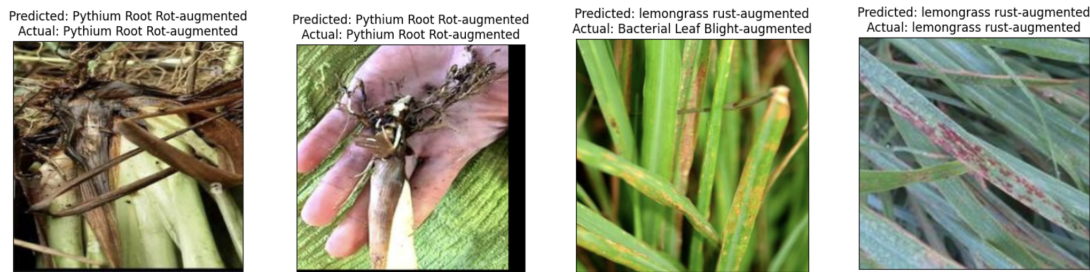 Predicted: Pythium Root Rot-augmented
Actual: Pythium Root Rot-augmented
Predicted: Pythium Root Rot-augmented
Actual: Pythium Root Rot-augmented
Predicted: lemongrass rust-augmented
Actual: Bacterial Leaf Blight-augmented
Predicted: lemongrass rust-augmented
Actual: lemongrass rust-augmented